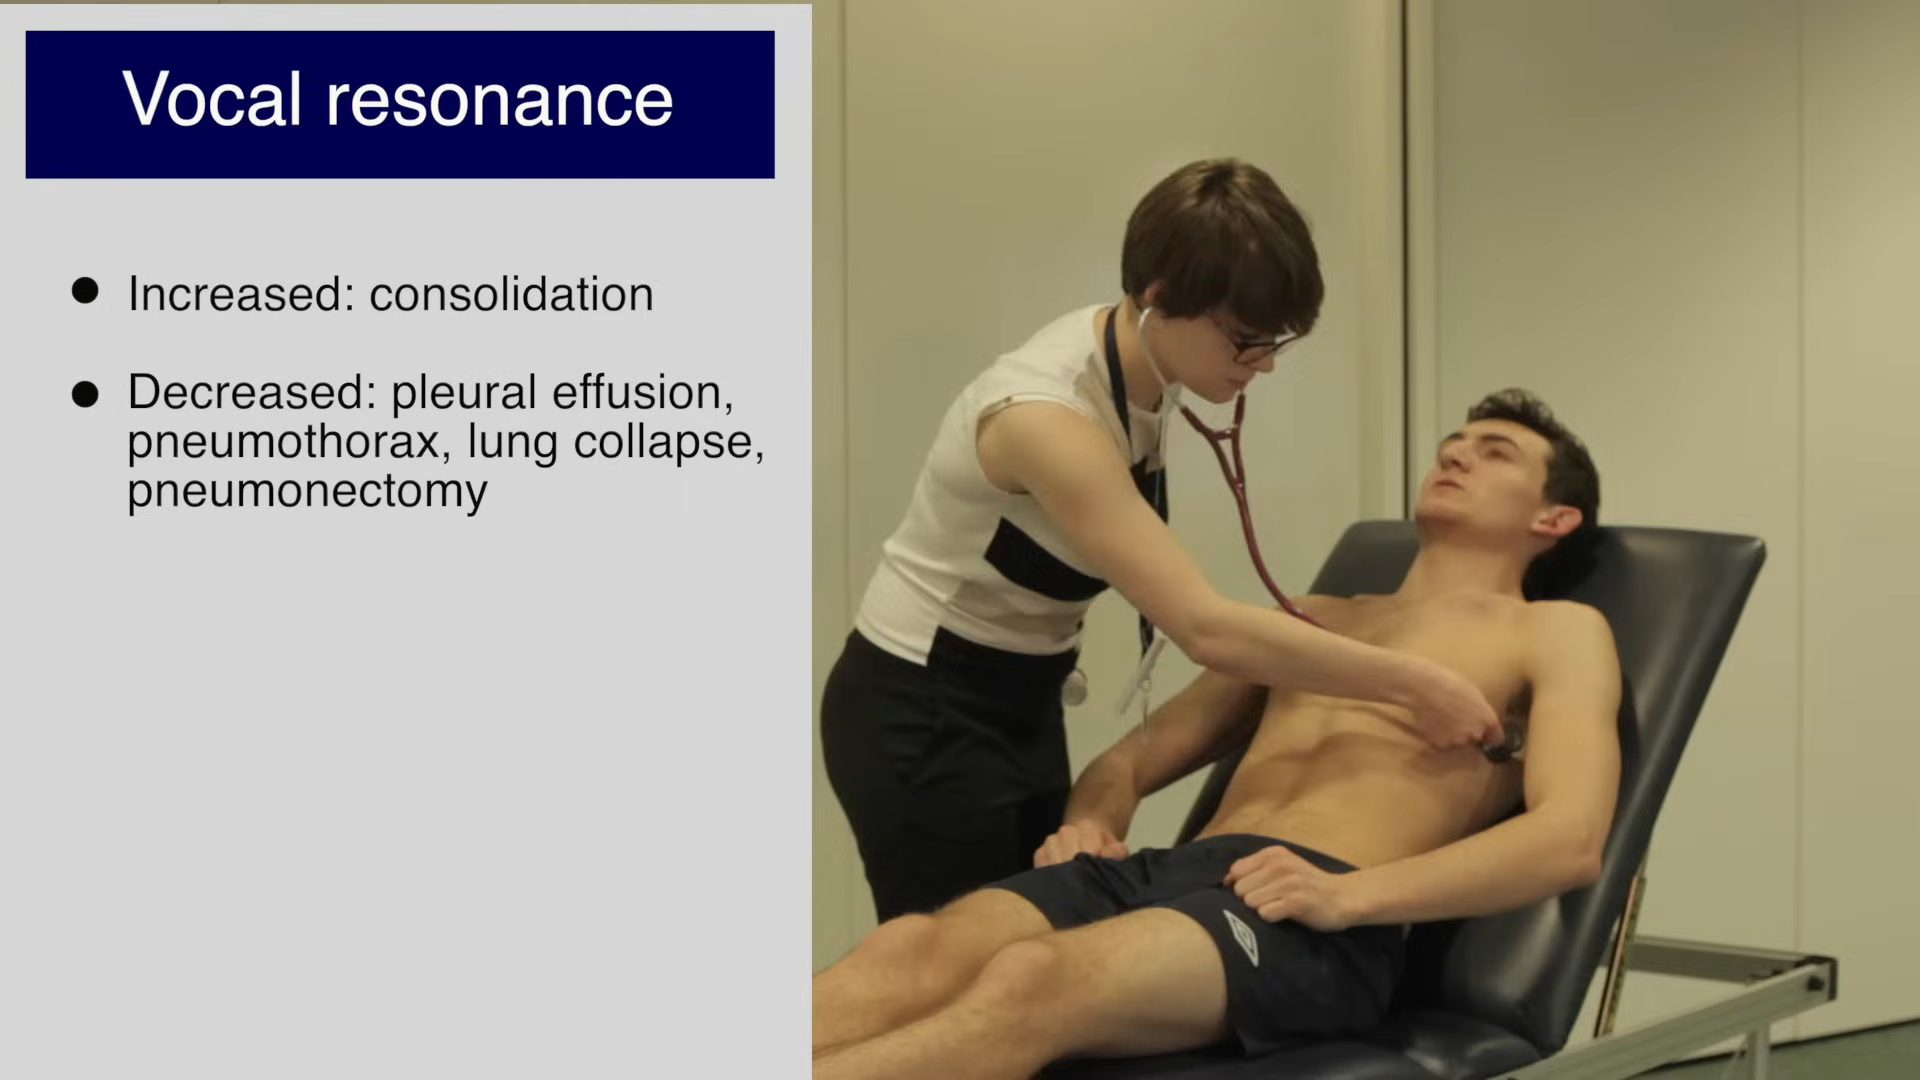 Vocal resonance
● Increased: consolidation
● Decreased: pleural effusion,
pneumothorax, lung collapse,
pneumonectomy